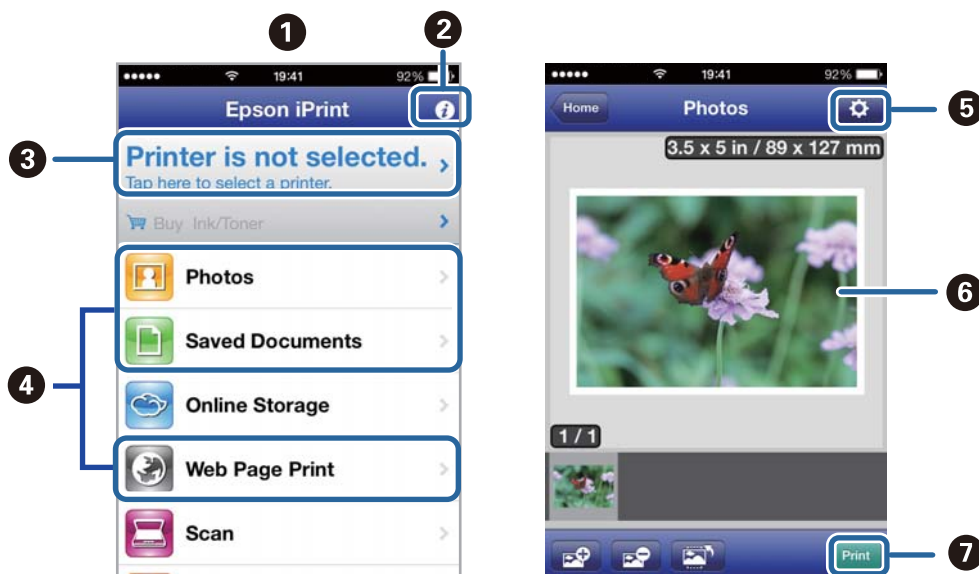 1
2
19:41
92%
Epson iPrint
3
Printer is not selected.
Tap here to select a printer.
Buy Ink/Toner
Photos
Saved Documents
4
Online Storage
Web Page Print
Scan
19:41
92%
Home
Photos
5
3.5 x 5 in / 89 x 127 mm
6
1 / 1
Print
7